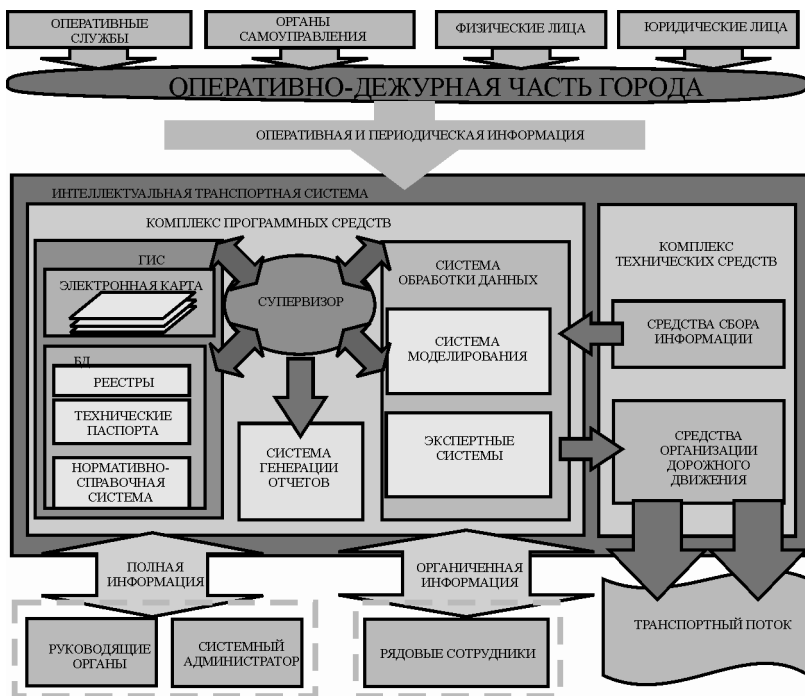 ОПЕРАТИВНЫЕ
СЛУЖБЫ
ОРГАНЫ
САМОУПРАВЛЕНИЯ
ФИЗИЧЕСКИЕ ЛИЦА
ЮРИДИЧЕСКИЕ ЛИЦА
ОПЕРАТИВНО-ДЕЖУРНАЯ ЧАСТЬ ГОРОДА
ОПЕРАТИВНАЯ И ПЕРИОДИЧЕСКАЯ ИНФОРМАЦИЯ
ИНТЕЛЛЕКТУАЛЬНАЯ ТРАНСПОРТНАЯ СИСТЕМА
КОМПЛЕКС ПРОГРАММНЫХ СРЕДСТВ
ГИС
ЭЛЕКТРОННАЯ КАРТА
БД
РЕЕСТРЫ
ТЕХНИЧЕСКИЕ
ПАСПОРТА
НОРМАТИВНО-
СПРАВОЧНАЯ
СИСТЕМА
СУПЕРВИЗОР
СИСТЕМА
ГЕНЕРАЦИИ
ОТЧЕТОВ
СИСТЕМА
ОБРАБОТКИ ДАННЫХ
СИСТЕМА
МОДЕЛИРОВАНИЯ
ЭКСПЕРТНЫЕ
СИСТЕМЫ
КОМПЛЕКС
ТЕХНИЧЕСКИХ СРЕДСТВ
СРЕДСТВА СБОРА
ИНФОРМАЦИИ
СРЕДСТВА
ОРГАНИЗАЦИИ
ДОРОЖНОГО
ДВИЖЕНИЯ
ПОЛНАЯ
ИНФОРМАЦИЯ
ОРГАНИЧЕННАЯ
ИНФОРМАЦИЯ
РУКОВОДЯЩИЕ
ОРГАНЫ
СИСТЕМНЫЙ
АДМИНИСТРАТОР
РЯДОВЫЕ СОТРУДНИКИ
ТРАНСПОРТНЫЙ ПОТОК